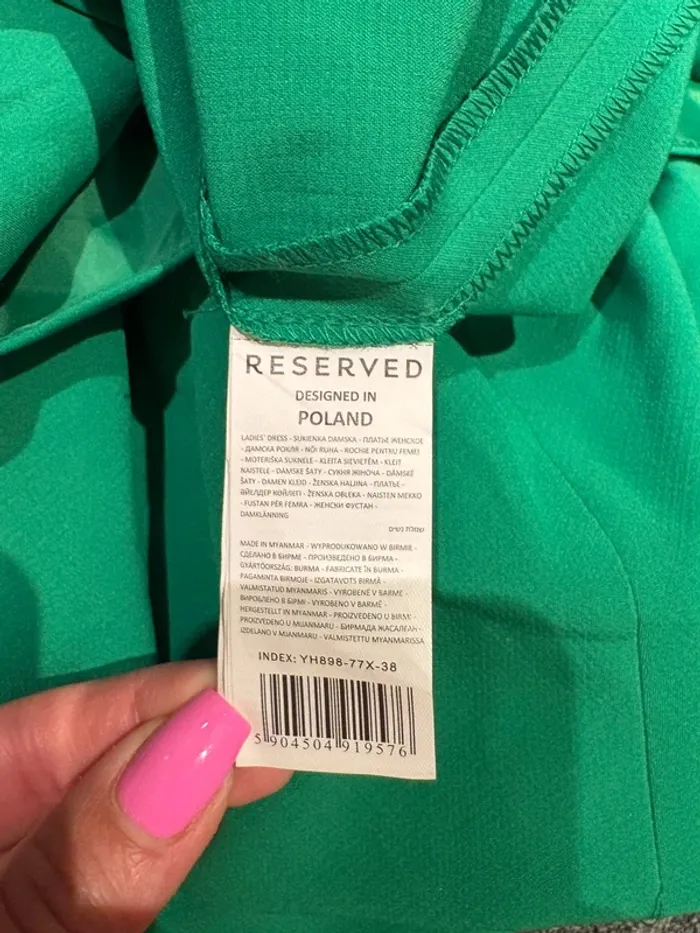 RESERVED
DESIGNED IN
POLAND
LADIES' DRESS - SUKIENKA DAMSKA - ПЛАТЬЕ ЖЕНСКОЕ
- ДАМСКА РОКЛЯ - NŐI RUHA - ROCHIE PENTRU FEMEI
- MOTERIŠKA SUKNELĖ - KLEITA SIEVIETĒM - KLEIT
NAISTELE - DÁMSKE ŠATY - СУКНЯ ЖІНОЧА - DÁMSKÉ
ŠATY - DAMEN KLEID - ŽENSKA HALJINA - ПЛАТЬЕ -
ӘЙЕЛДЕР КӨЙЛЕГІ - ŽENSKA OBLEKA - NAISTEN MEKKO
- FUSTAN PËR FEMRA - ЖЕНСКИ ФУСТАН -
DAMKLÄNNING
שמלת נשים
MADE IN MYANMAR - WYPRODUKOWANO W BIRMIE -
СДЕЛАНО В БИРМЕ - ПРОИЗВЕДЕНО В БИРМА -
GYÁRTÓORSZÁG: BURMA - FABRICATE ÎN BURMA -
PAGAMINTA BIRMOJE - IZGATAVOTS BIRMĀ -
VALMISTATUD MYANMARIS - VYROBENÉ V BARME -
ВИРОБЛЕНО В БІРМІ - VYROBENO V BARMĚ -
HERGESTELLT IN MYANMAR - PROIZVEDENO U BIRMI -
PROIZVEDENO U MIJANMARU - БИРМАДА ЖАСАЛҒАН -
IZDELANO V MJANMARU - VALMISTETTU MYANMARISSA
INDEX: YH898-77X-38
5 904504 919576